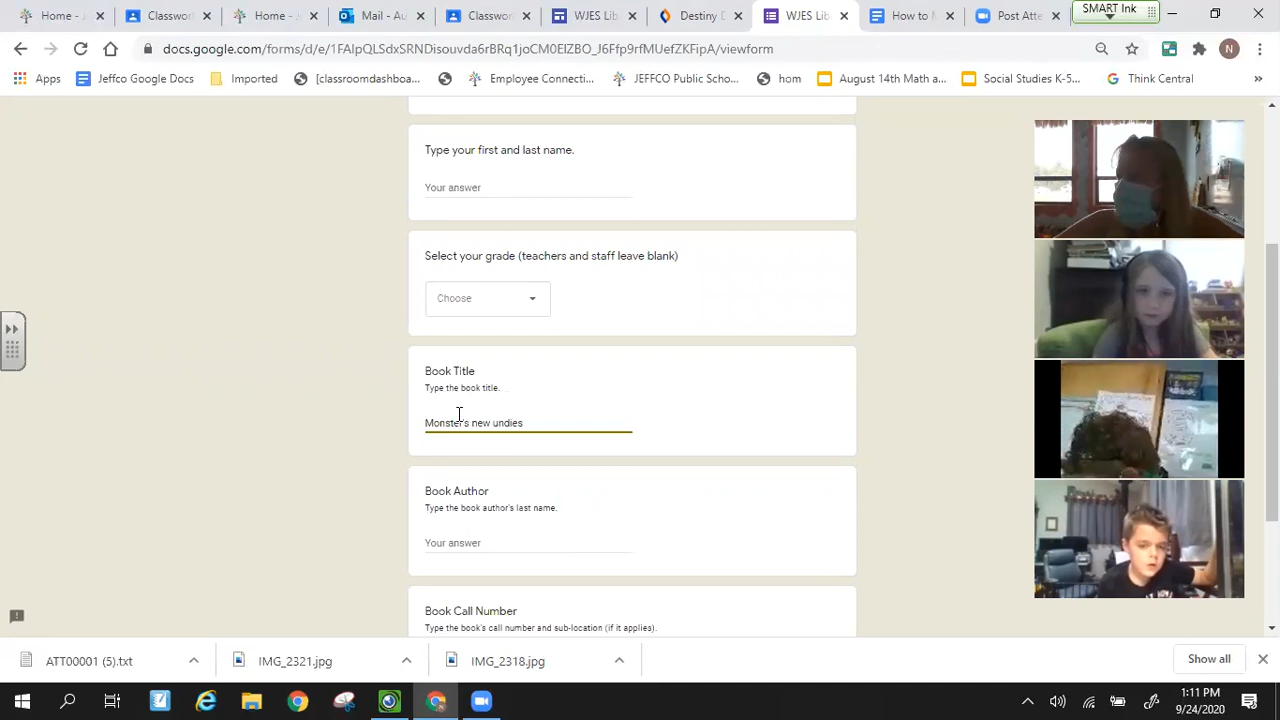 Home -
Classwor
Home -
Mail - Au
Classwor
WJES Lib
Destiny D
WJES Lib
How to M
Post Atte
SMART Ink
docs.google.com/forms/d/e/1FAIpQLSdxSRNDisouvda6rBRq1joCM0EIZBO_J6Ffp9rfMUefZKFipA/viewform
N
Apps
Jeffco Google Docs
Imported
[classroomdashboa...
Employee Connecti...
JEFFCO Public Scho...
ham
August 14th Math a...
Social Studies K-5...
Think Central
»
Type your first and last name.
Your answer
Select your grade (teachers and staff leave blank)
Choose
Book Title
Type the book title.
Monster's new undies
Book Author
Type the book author's last name.
Your answer
Book Call Number
Type the book's call number and sub-location (if it applies).
ATT00001 (5).txt
IMG_2321.jpg
IMG_2318.jpg
Show all
1:11 PM
9/24/2020